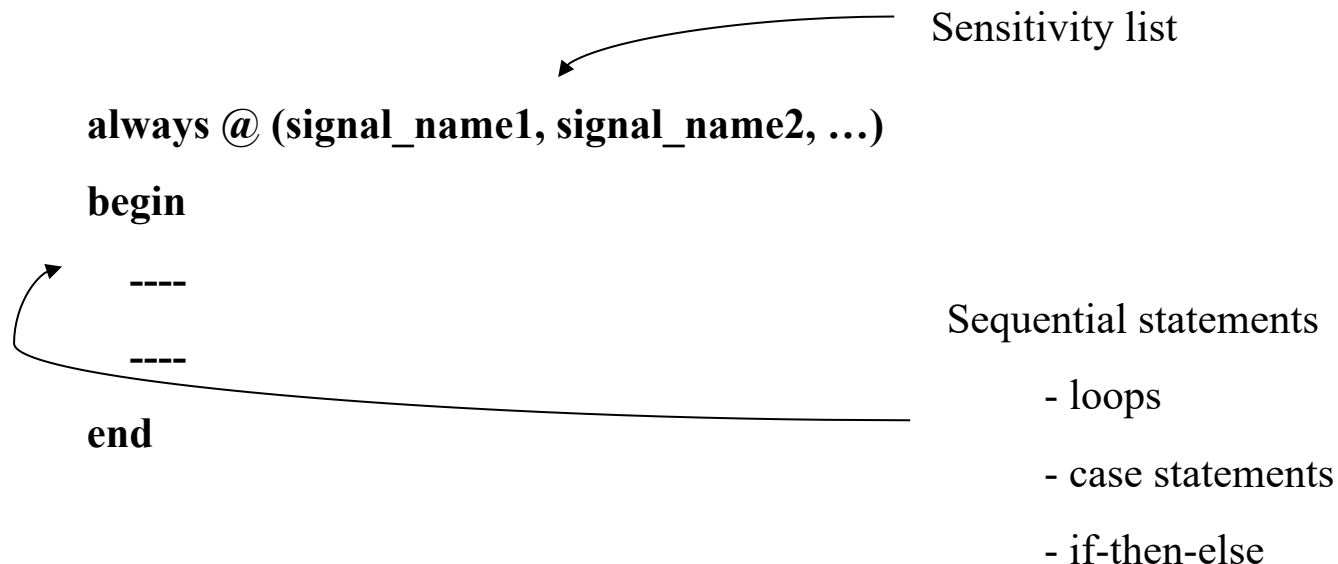 Sensitivity list
always @ (signal_name1, signal_name2, …)
begin
----
----
end
Sequential statements
- loops
- case statements
- if-then-else